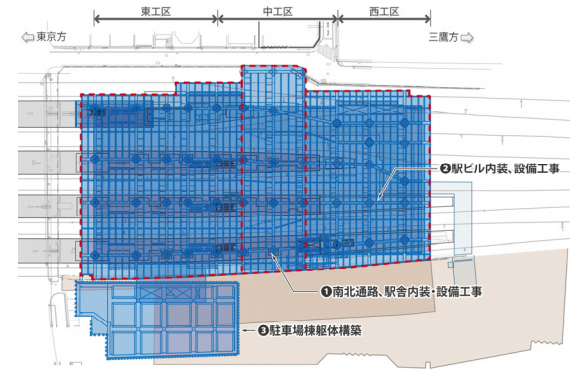 東工区
中工区
西工区
東京方
三鷹方
❷駅ビル内装、設備工事
❶南北通路、駅舎内装・設備工事
❸駐車場棟躯体構築